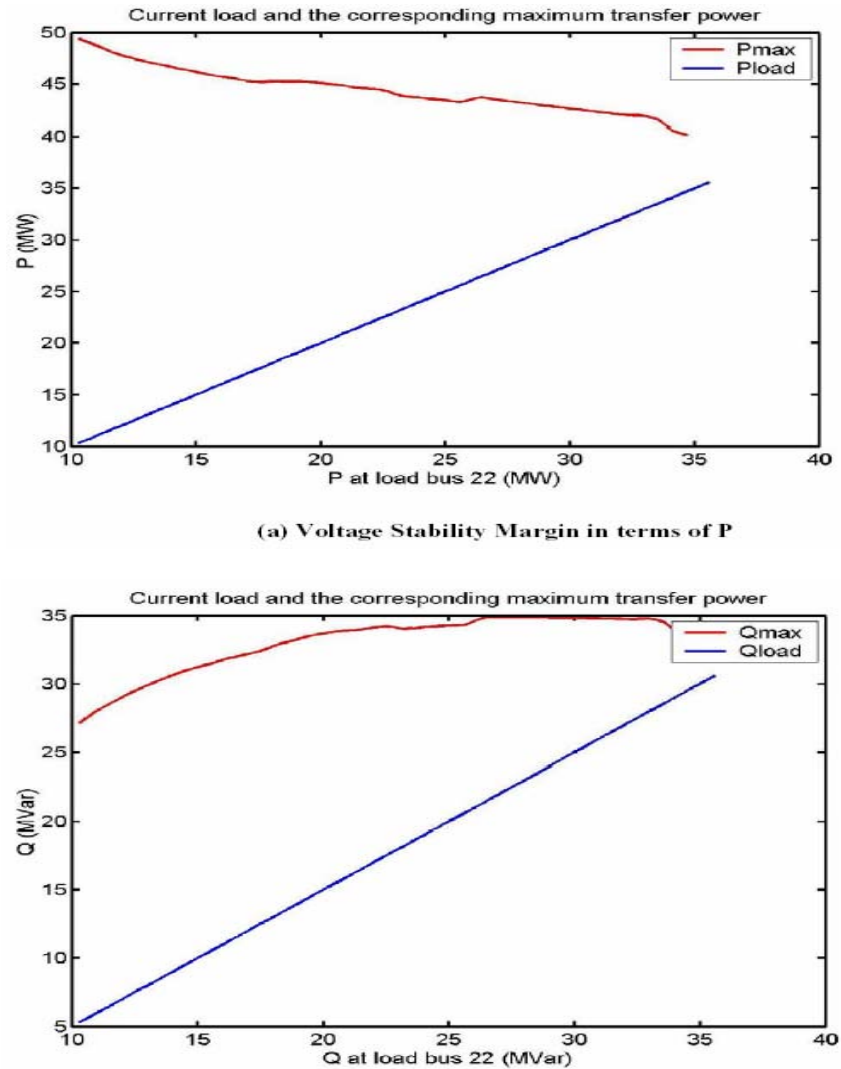 Current load and the corresponding maximum transfer power
50
45
40
35
30
25
20
15
10
P (MW)
Pmax
Pload
10 15 20 25 30 35 40
P at load bus 22 (MW)
(a) Voltage Stability Margin in terms of P
Current load and the corresponding maximum transfer power
35
30
25
20
15
10
5
Q (MVar)
Qmax
Qload
10 15 20 25 30 35 40
Q at load bus 22 (MVar)